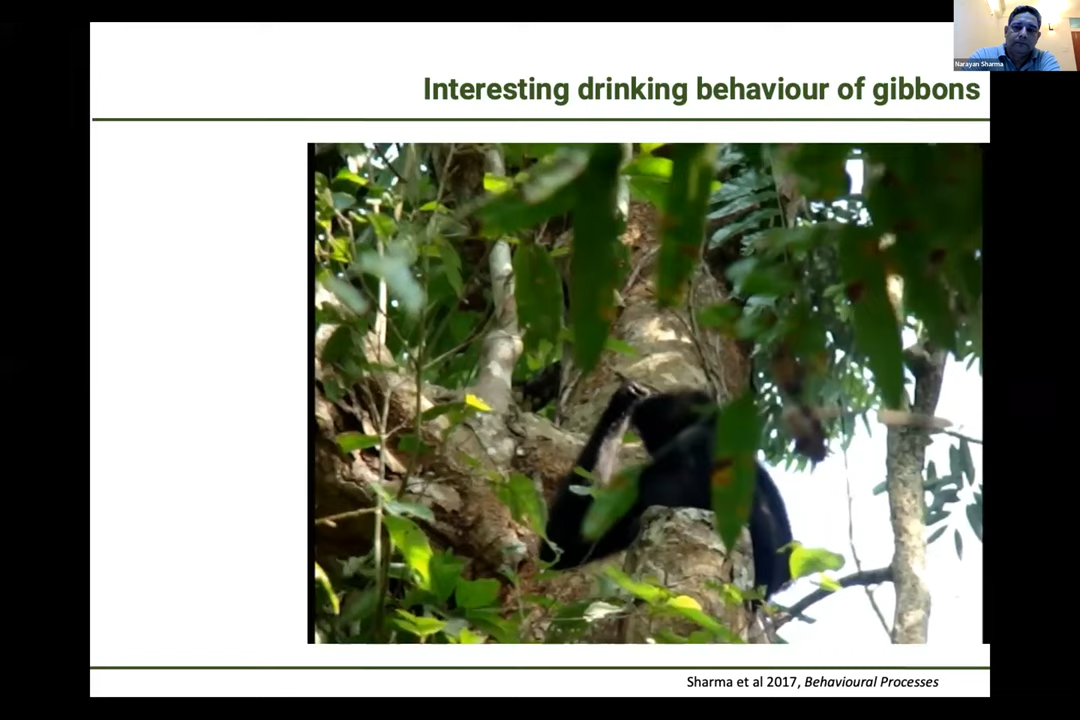 Narayan Sharma
Interesting drinking behaviour of gibbons
Sharma et al 2017, Behavioural Processes